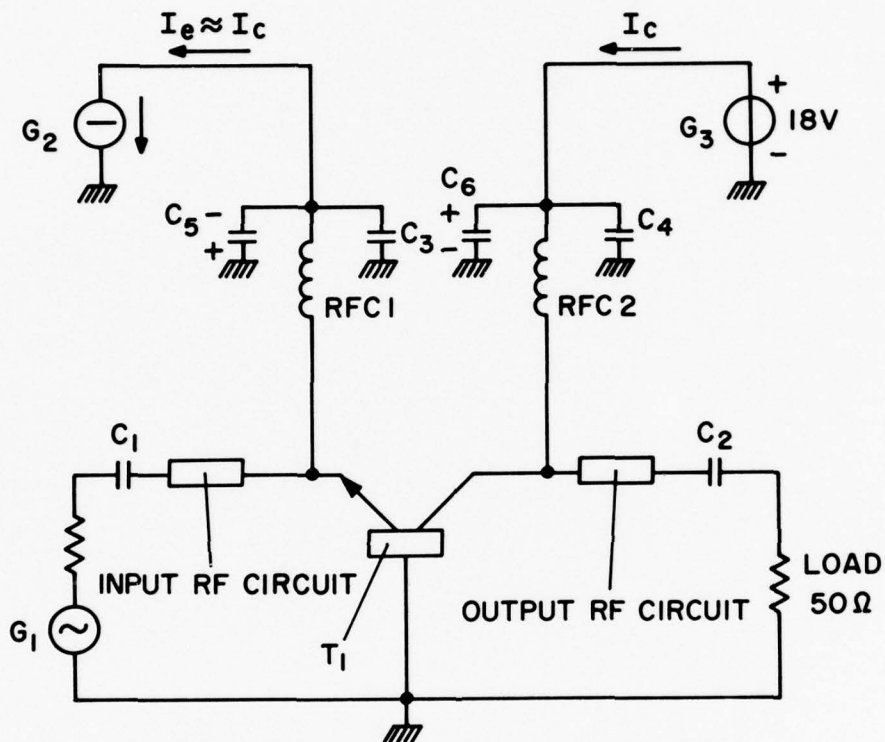 Ie ≈ Ic
Ic
G2
−
+
G3
18V
−
C5
−
+
C3
C6
+
−
C4
RFC1
RFC2
C1
C2
INPUT RF CIRCUIT
OUTPUT RF CIRCUIT
LOAD
50Ω
G1
~
T1